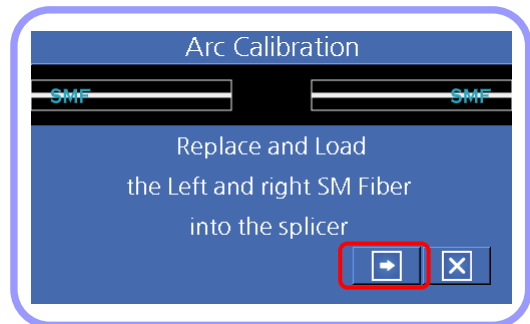 Arc Calibration
SMF SMF
Replace and Load
the Left and right SM Fiber
into the splicer